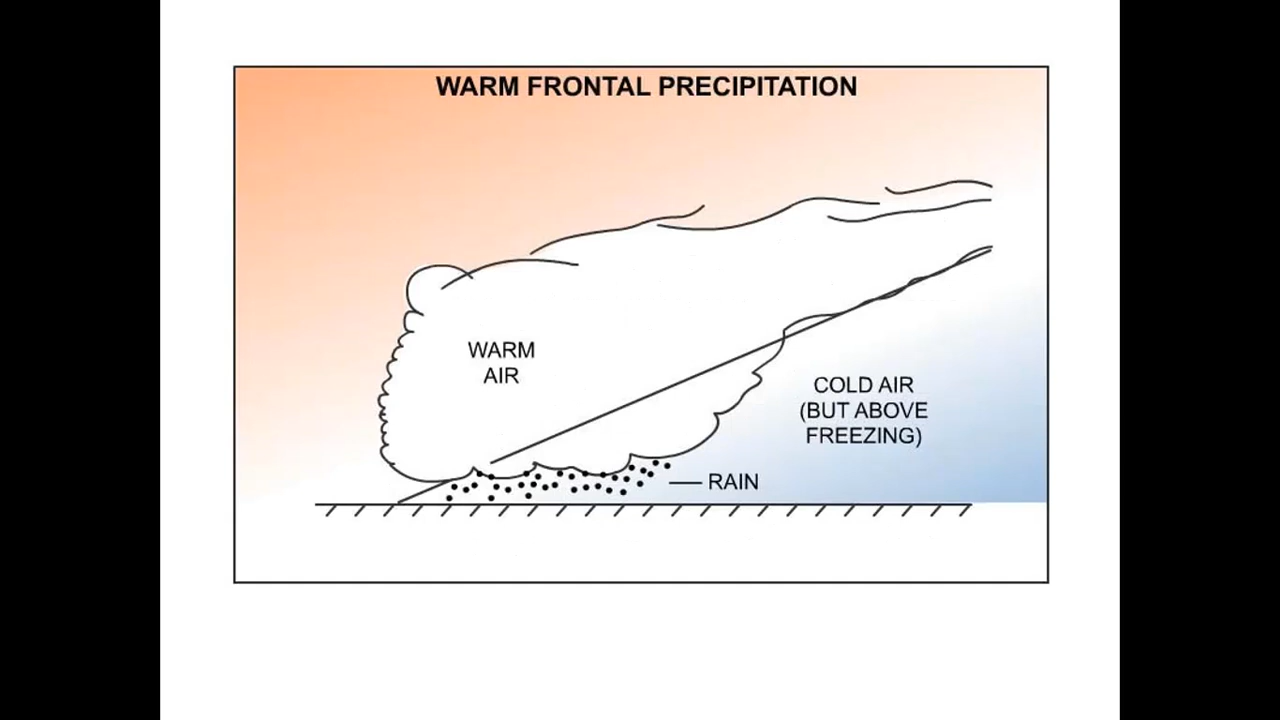 WARM FRONTAL PRECIPITATION
WARM
AIR
COLD AIR
(BUT ABOVE
FREEZING)
RAIN